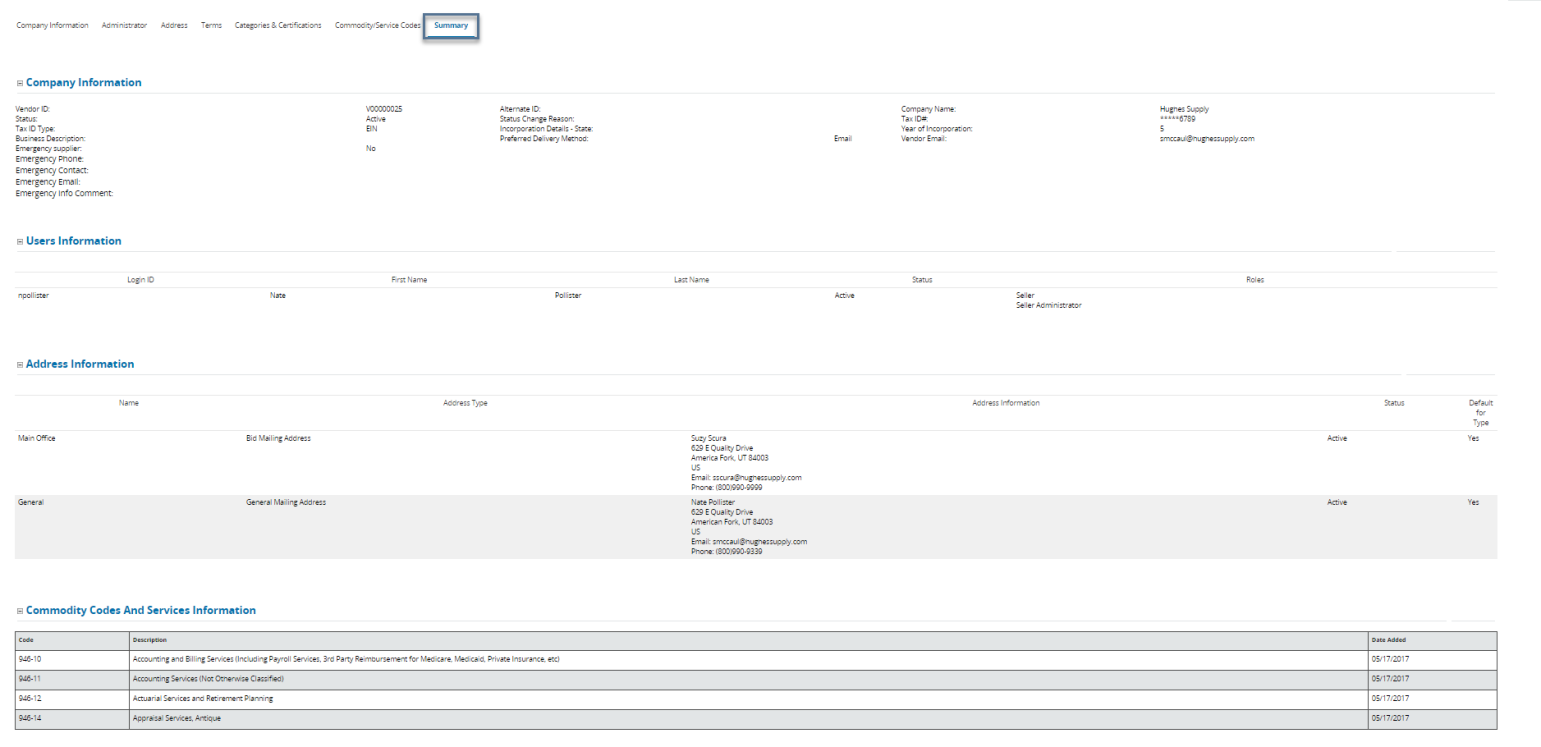 Company Information Administrator Address Terms Categories & Certifications Commodity/Service Codes Summary
Company Information
Vendor ID: V00000025 Alternate ID: Company Name: Hugnes Supply
Status: Active Status Change Reason: Tax ID#: *****6789
Tax ID Type: EIN Incorporation Details - State: Year of Incorporation: 5
Business Description: Preferred Delivery Method: Email Vendor Email: smccaul@hugnessupply.com
Emergency supplier: No
Emergency Phone:
Emergency Contact:
Emergency Email:
Emergency Info Comment:
Users Information
Login ID First Name Last Name Status Roles
npollister Nate Pollister Active Seller
Seller Administrator
Address Information
Name Address Type Address Information Status Default
for
Type
Main Office Bid Mailing Address Suzy Scura Active Yes
629 E Quality Drive
America Fork, UT 84003
US
Email: sscura@hugnessupply.com
Phone: (800)990-9999
General General Mailing Address Nate Pollister Active Yes
629 E Quality Drive
American Fork, UT 84003
US
Email: smccaul@hugnessupply.com
Phone: (800)990-9339
Commodity Codes And Services Information
Code Description Date Added
946-10 Accounting and Billing Services (Including Payroll Services, 3rd Party Reimbursement for Medicare, Medicaid, Private Insurance, etc) 05/17/2017
946-11 Accounting Services (Not Otherwise Classified) 05/17/2017
946-12 Actuarial Services and Retirement Planning 05/17/2017
946-14 Appraisal Services, Antique 05/17/2017